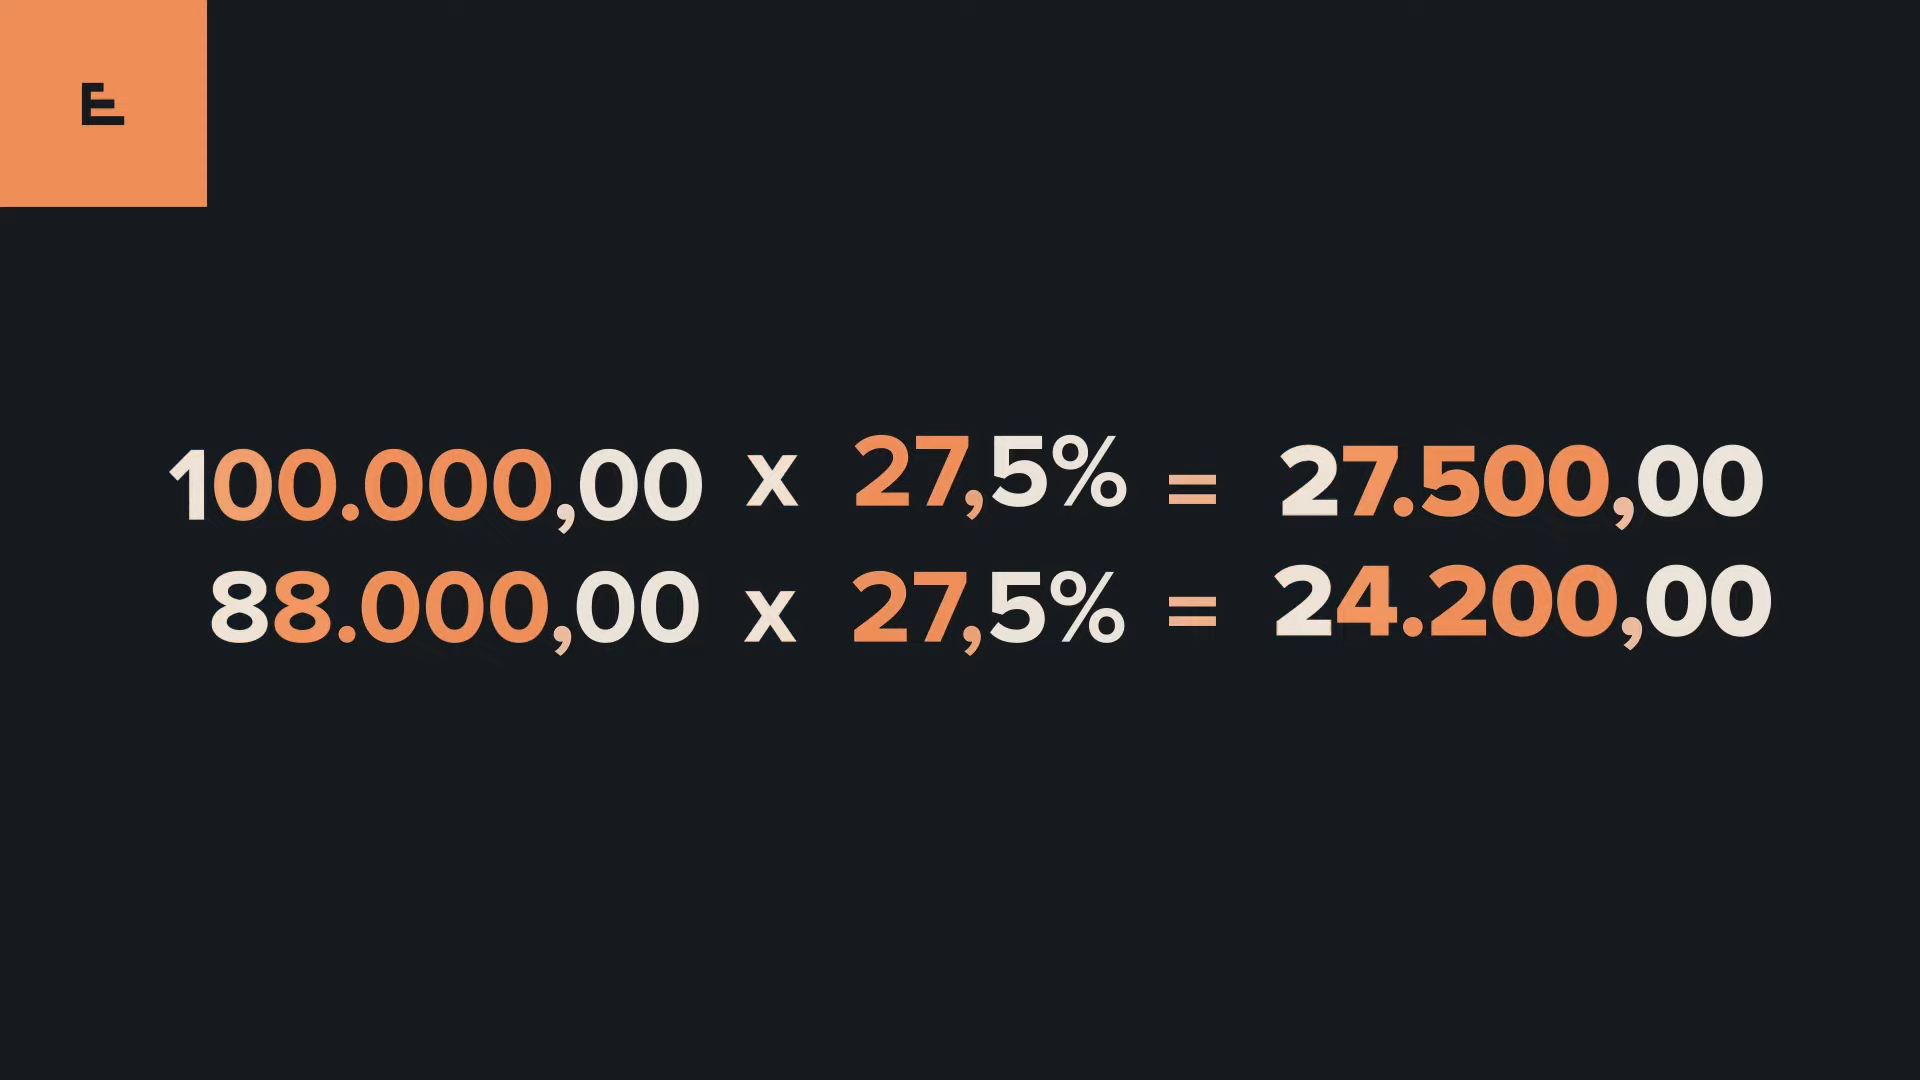 E
100.000,00 x 27,5% = 27.500,00
88.000,00 x 27,5% = 24.200,00